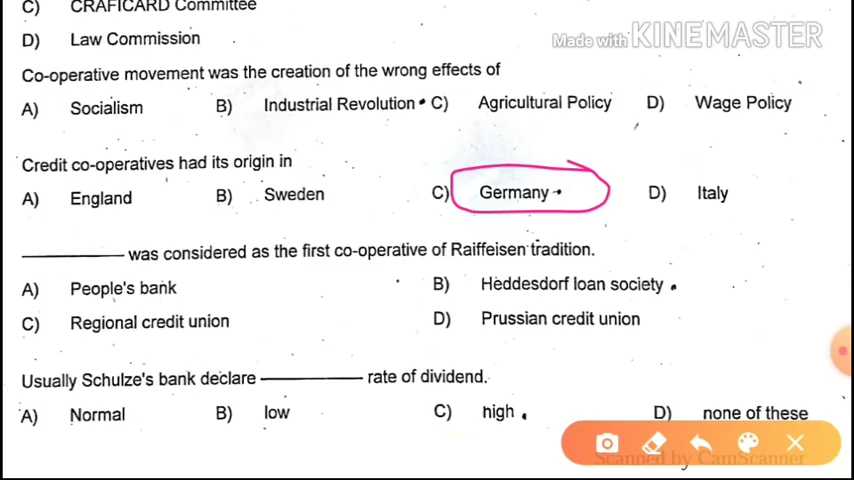 C) CRAFICARD Committee
Made with KINEMASTER
D) Law Commission
Co-operative movement was the creation of the wrong effects of
A) Socialism B) Industrial Revolution C) Agricultural Policy D) Wage Policy
Credit co-operatives had its origin in
A) England B) Sweden C) Germany D) Italy
__________ was considered as the first co-operative of Raiffeisen tradition.
A) People's bank B) Heddesdorf loan society
C) Regional credit union D) Prussian credit union
Usually Schulze's bank declare __________ rate of dividend.
A) Normal B) low C) high D) none of these
Scanned by CamScanner